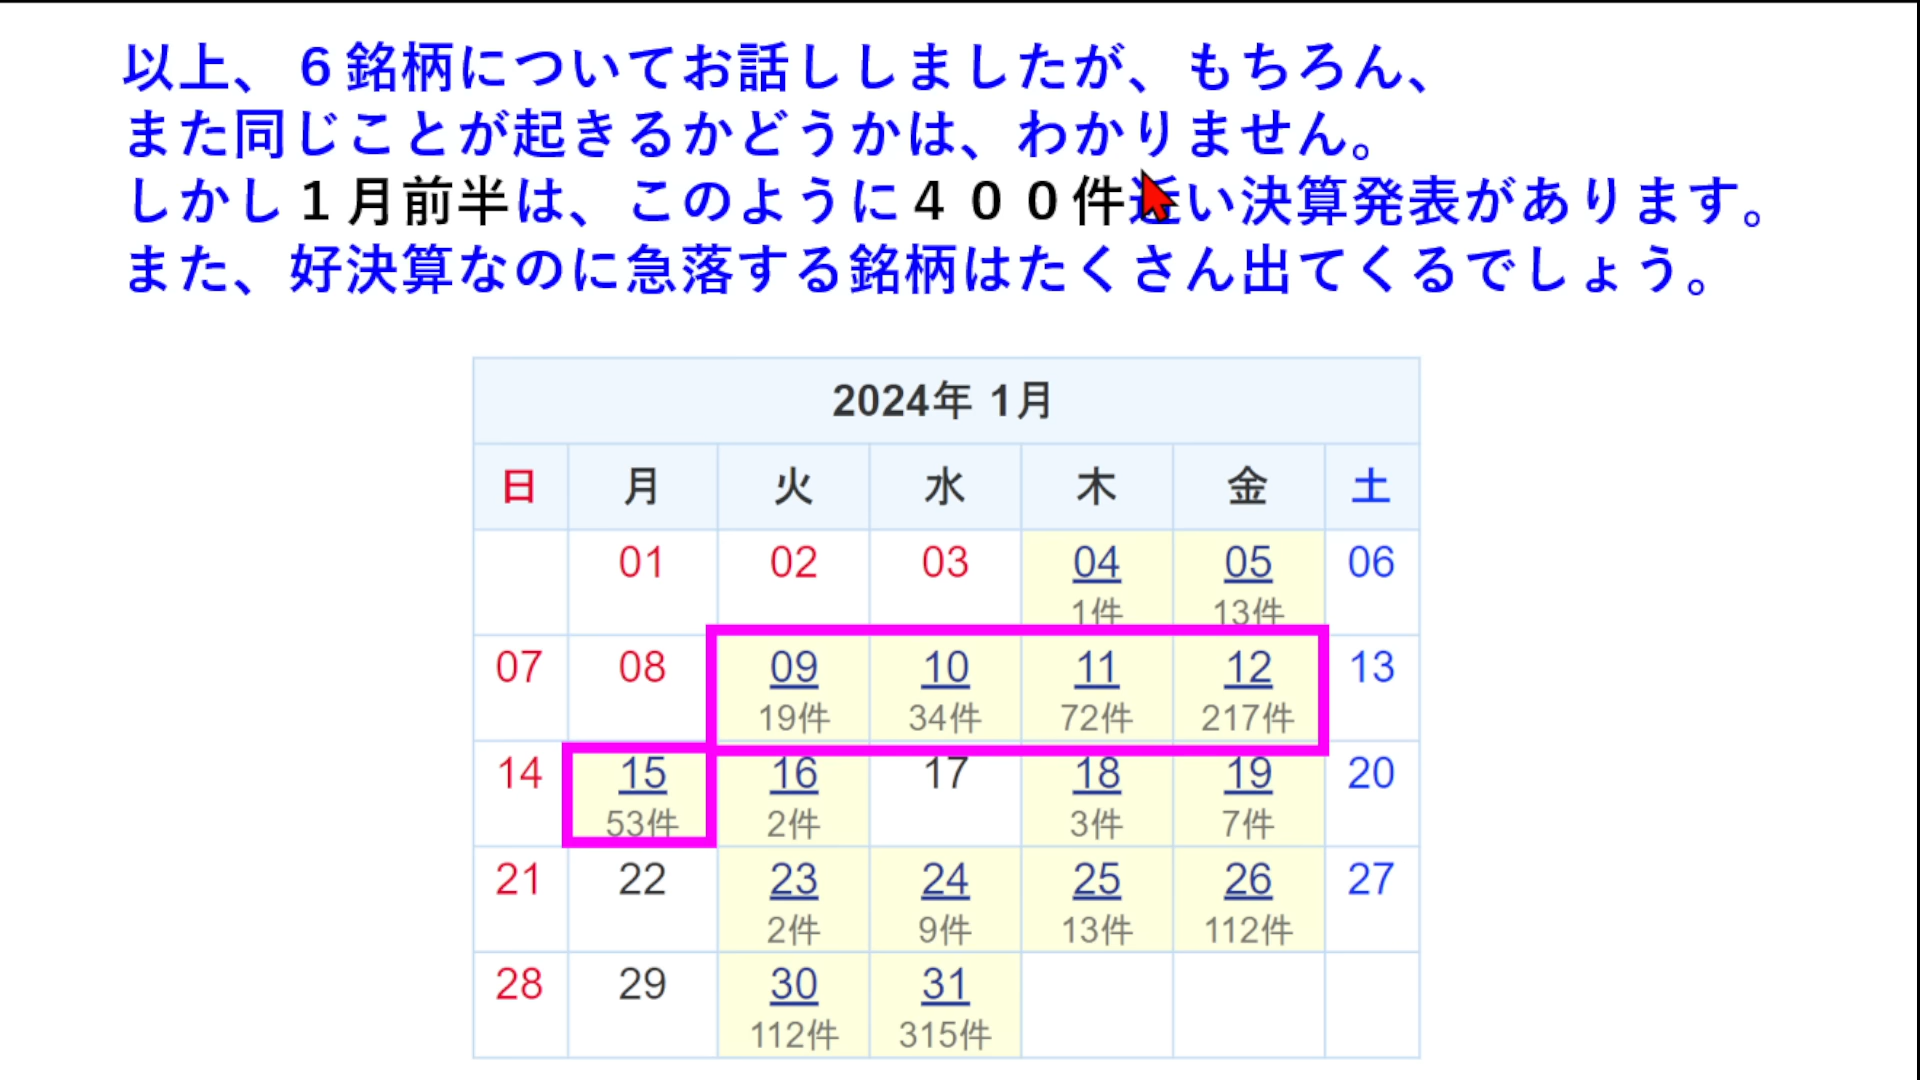 以上、６銘柄についてお話ししましたが、もちろん、
また同じことが起きるかどうかは、わかりません。
しかし１月前半は、このように４００件近い決算発表があります。
また、好決算なのに急落する銘柄はたくさん出てくるでしょう。
2024年 1月
日 月 火 水 木 金 土
01 02 03 04 05 06
1件 13件
07 08 09 10 11 12 13
19件 34件 72件 217件
14 15 16 17 18 19 20
53件 2件 3件 7件
21 22 23 24 25 26 27
2件 9件 13件 112件
28 29 30 31
112件 315件